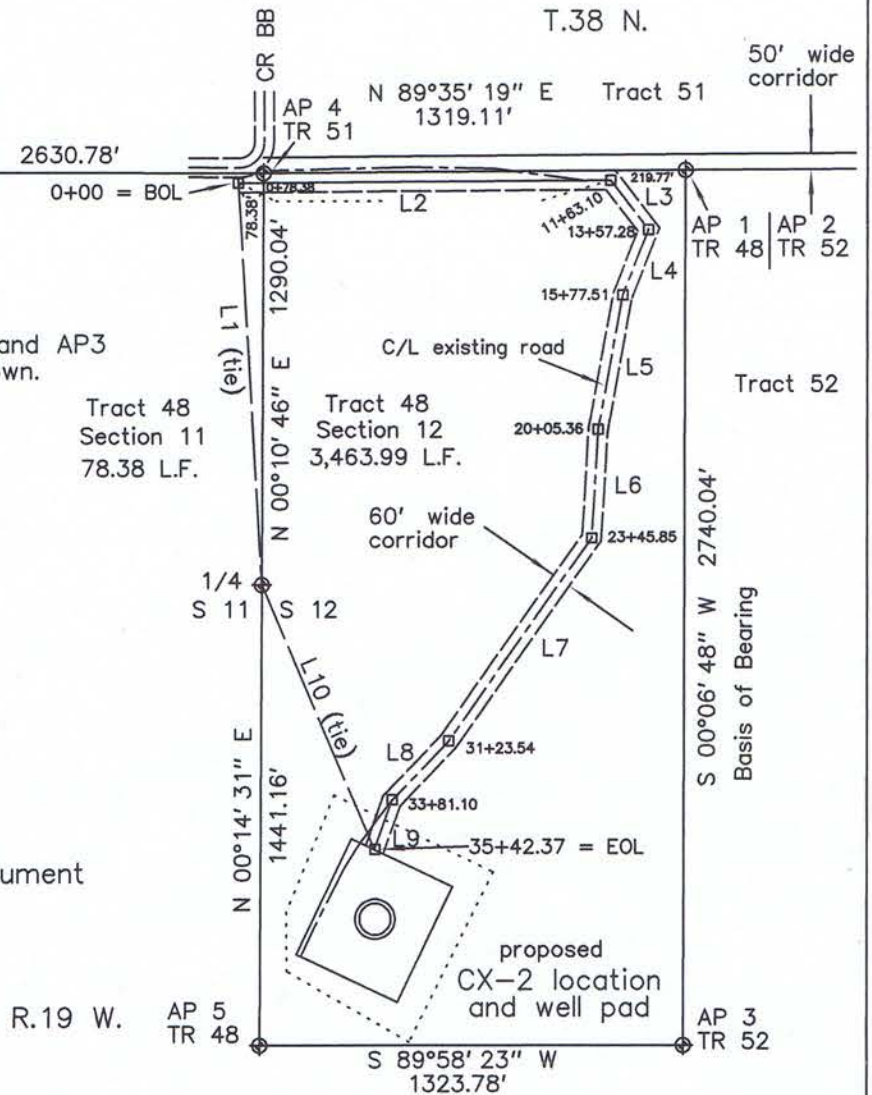 T.38 N.
CR BB
50' wide
corridor
AP 4
TR 51
N 89°35' 19" E
1319.11'
Tract 51
2630.78'
0+00 = BOL
0+78.38
78.38'
L2
219.77'
L3
11+63.10
13+57.28
AP 1
TR 48
AP 2
TR 52
L4
15+77.51
1290.04'
N 00°10' 46" E
L1 (tie)
and AP3
wn.
C/L existing road
L5
Tract 52
Tract 48
Section 11
78.38 L.F.
Tract 48
Section 12
3,463.99 L.F.
20+05.36
L6
60' wide
corridor
23+45.85
S 00°06' 48" W 2740.04'
Basis of Bearing
1/4
S 11
S 12
L7
L10 (tie)
L8
31+23.54
33+81.10
L9
35+42.37 = EOL
N 00°14' 31" E
1441.16'
ument
proposed
CX-2 location
and well pad
R.19 W.
AP 5
TR 48
AP 3
TR 52
S 89°58' 23" W
1323.78'